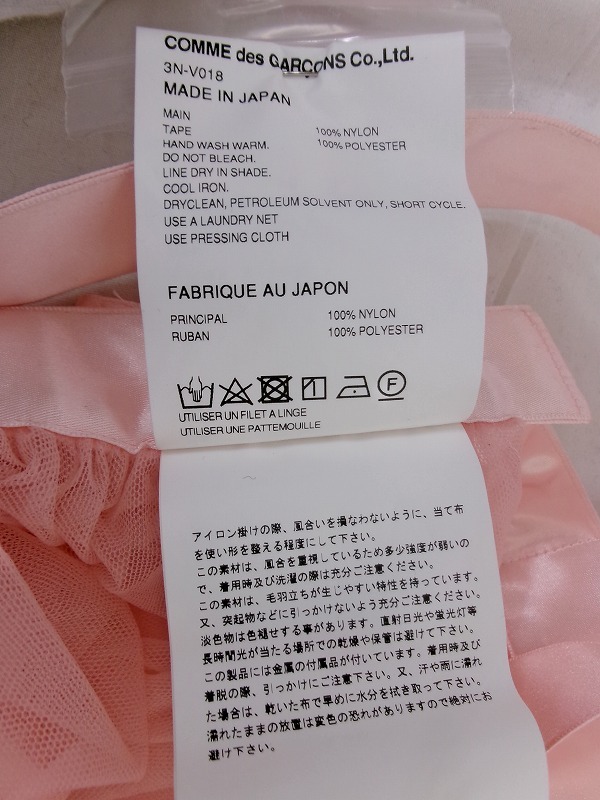 COMME des GARCONS Co.,Ltd.
3N-V018
MADE IN JAPAN
MAIN 100% NYLON
TAPE 100% POLYESTER
HAND WASH WARM.
DO NOT BLEACH.
LINE DRY IN SHADE.
COOL IRON.
DRYCLEAN, PETROLEUM SOLVENT ONLY, SHORT CYCLE.
USE A LAUNDRY NET
USE PRESSING CLOTH
FABRIQUE AU JAPON
PRINCIPAL 100% NYLON
RUBAN 100% POLYESTER
F
UTILISER UN FILET A LINGE
UTILISER UNE PATTEMOUILLE
アイロン掛けの際、風合いを損なわないように、当て布
を使い形を整える程度にして下さい。
この素材は、風合を重視しているため多少強度が弱いの
で、着用時及び洗濯の際は充分ご注意ください。
この素材は、毛羽立ちが生じやすい特性を持っています。
又、突起物などに引っかけないよう充分ご注意ください。
淡色物は色褪せする事があります。直射日光や蛍光灯等
長時間光が当たる場所での乾燥や保管は避けて下さい。
この製品には金属の付属品が付いています。着用時及び
着脱の際、引っかけにご注意下さい。又、汗や雨に濡れ
た場合は、乾いた布で早めに水分を拭き取って下さい。
濡れたままの放置は変色の恐れがありますので絶対にお
避け下さい。